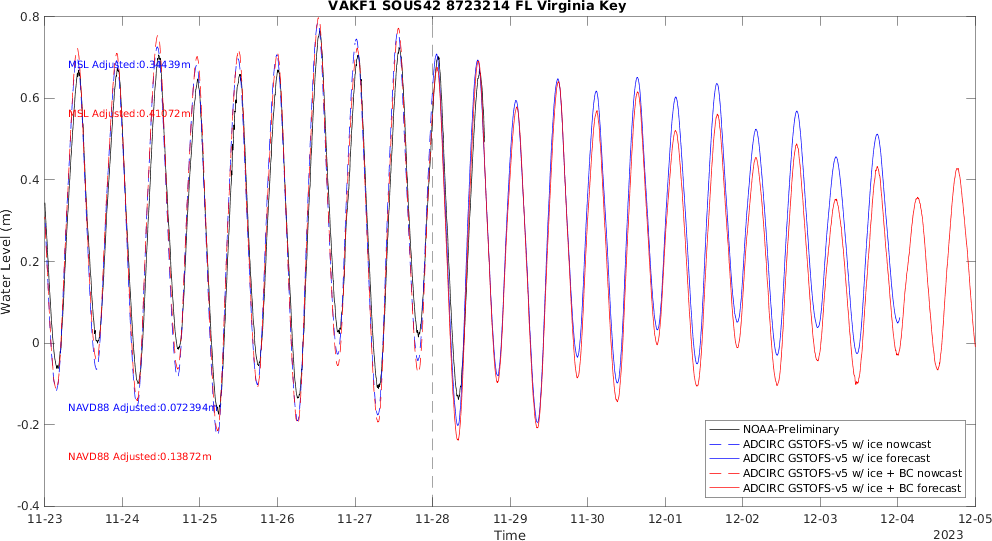 VAKF1 SOUS42 8723214 FL Virginia Key
0.8
0.6
0.4
0.2
0
-0.2
-0.4
Water Level (m)
MSL Adjusted:0.34439m
MSL Adjusted:0.41072m
NAVD88 Adjusted:0.072394m
NAVD88 Adjusted:0.13872m
NOAA-Preliminary
ADCIRC GSTOFS-v5 w/ ice nowcast
ADCIRC GSTOFS-v5 w/ ice forecast
ADCIRC GSTOFS-v5 w/ ice + BC nowcast
ADCIRC GSTOFS-v5 w/ ice + BC forecast
11-23 11-24 11-25 11-26 11-27 11-28 11-29 11-30 12-01 12-02 12-03 12-04 12-05
Time
2023